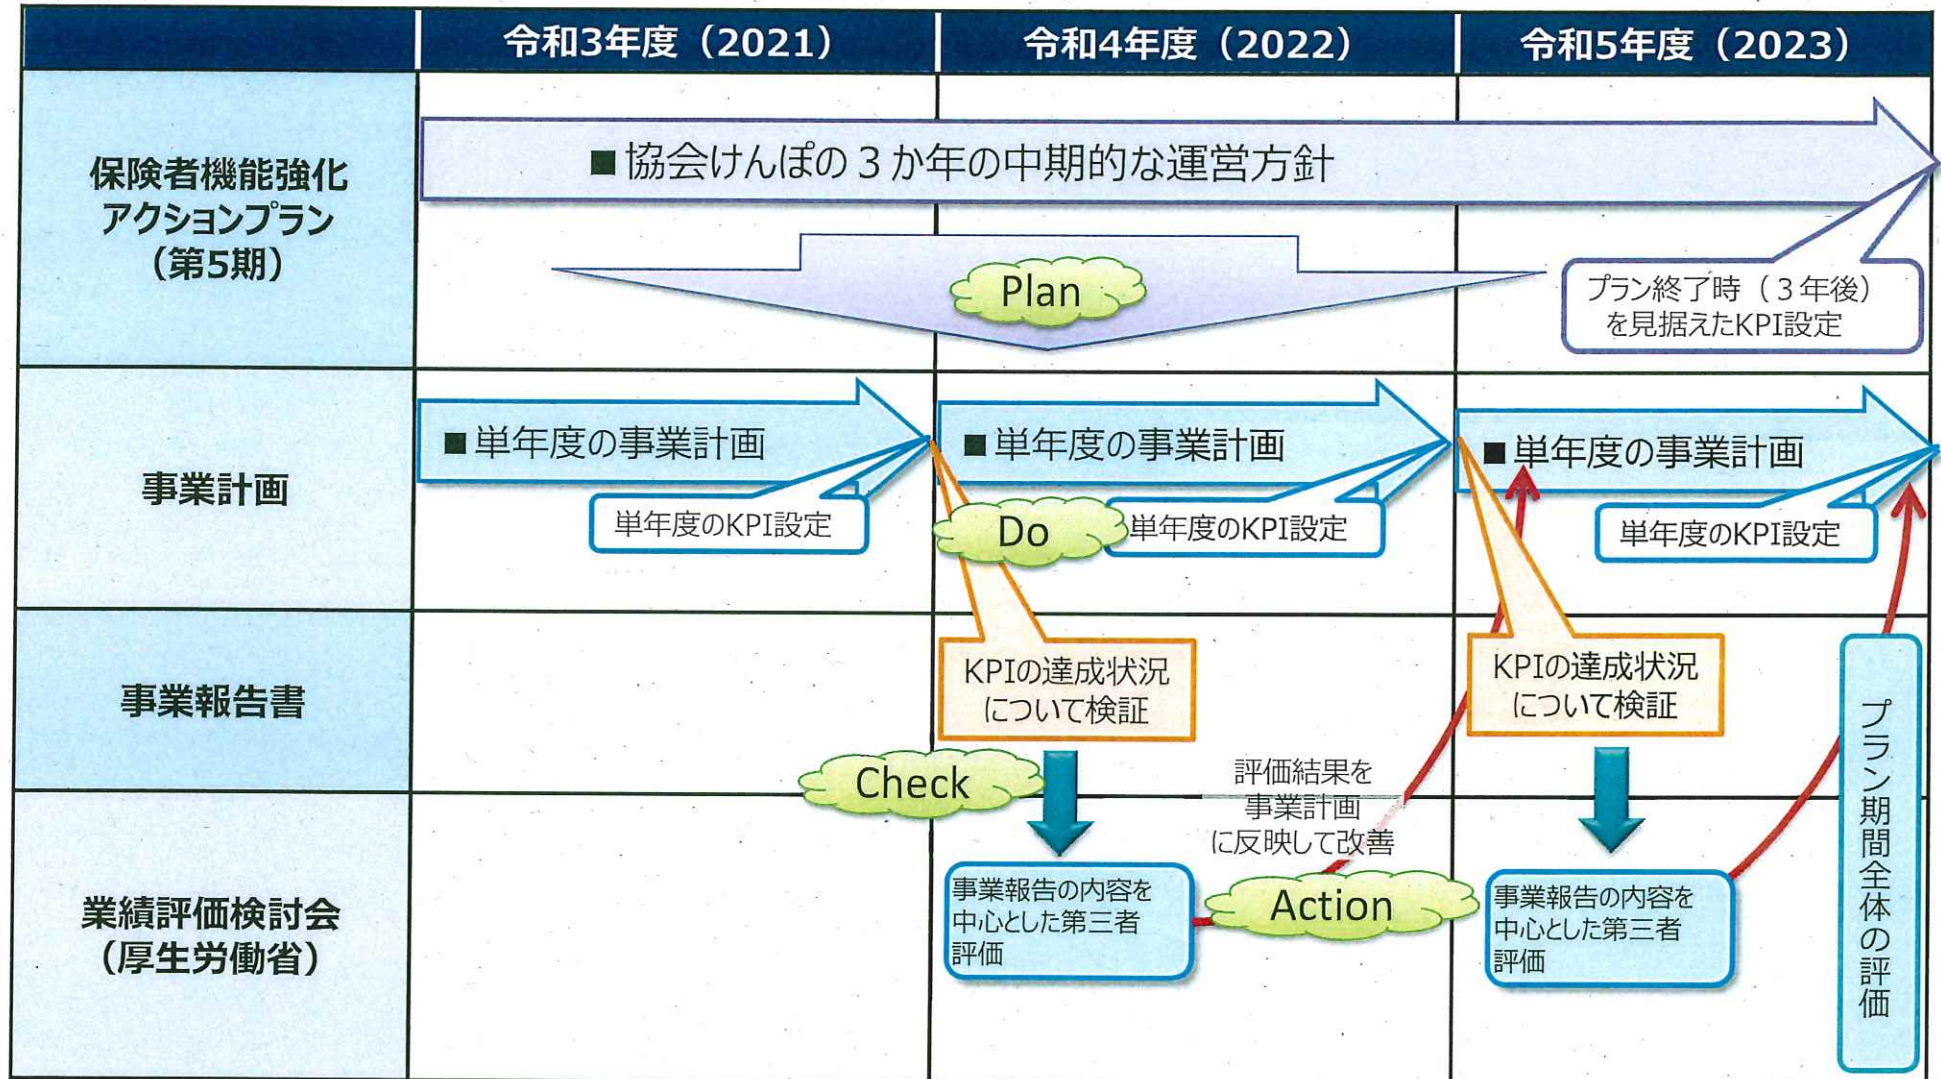 令和3年度（2021）
令和4年度（2022）
令和5年度（2023）
保険者機能強化
アクションプラン
（第5期）
■協会けんぽの３か年の中期的な運営方針
Plan
プラン終了時（３年後）
を見据えたKPI設定
事業計画
■単年度の事業計画
単年度のKPI設定
■単年度の事業計画
Do
単年度のKPI設定
■単年度の事業計画
単年度のKPI設定
事業報告書
KPIの達成状況
について検証
KPIの達成状況
について検証
Check
評価結果を
事業計画
に反映して改善
プラン期間全体の評価
業績評価検討会
（厚生労働省）
事業報告の内容を
中心とした第三者
評価
Action
事業報告の内容を
中心とした第三者
評価